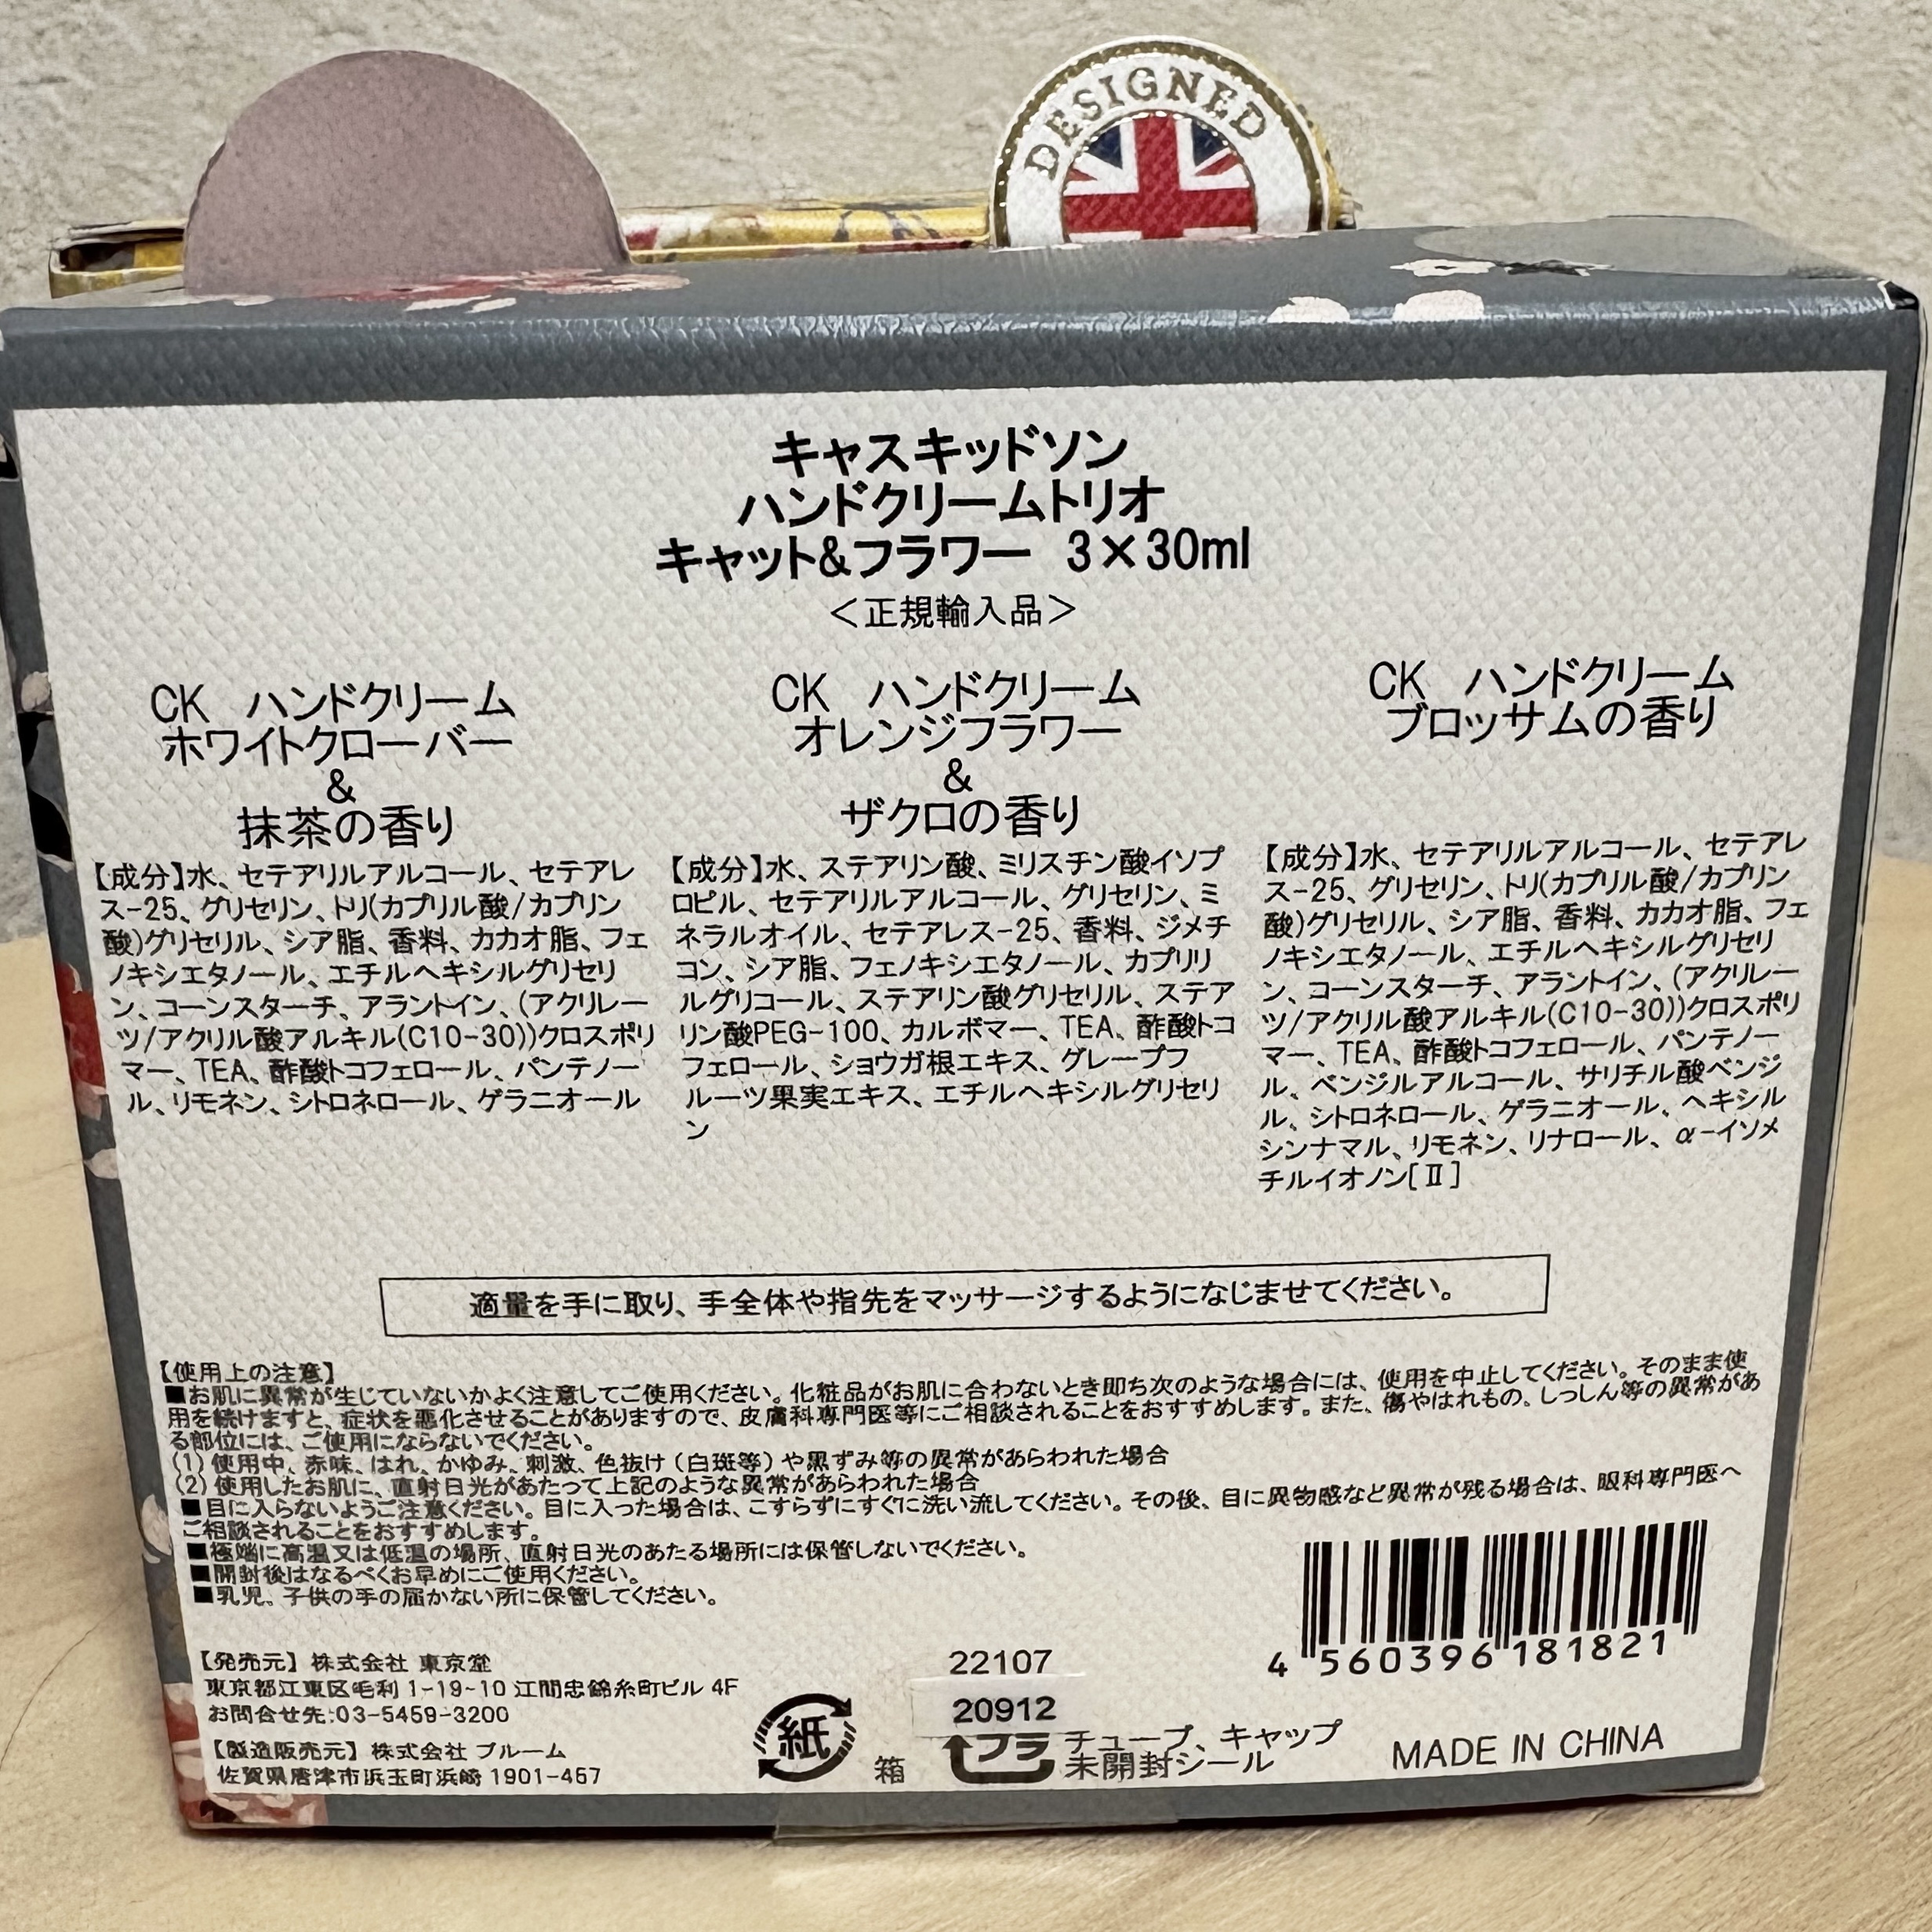 DESIGNED
キャスキッドソン
ハンドクリームトリオ
キャット&フラワー 3×30ml
＜正規輸入品＞
CK ハンドクリーム
ホワイトクローバー
&
抹茶の香り
【成分】水、セテアリルアルコール、セテアレ
ス-25、グリセリン、トリ(カプリル酸/カプリン
酸)グリセリル、シア脂、香料、カカオ脂、フェ
ノキシエタノール、エチルヘキシルグリセリ
ン、コーンスターチ、アラントイン、(アクリレー
ツ/アクリル酸アルキル(C10-30))クロスポリ
マー、TEA、酢酸トコフェロール、パンテノー
ル、リモネン、シトロネロール、ゲラニオール
CK ハンドクリーム
オレンジフラワー
&
ザクロの香り
【成分】水、ステアリン酸、ミリスチン酸イソプ
ロピル、セテアリルアルコール、グリセリン、ミ
ネラルオイル、セテアレス-25、香料、ジメチ
コン、シア脂、フェノキシエタノール、カプリリ
ルグリコール、ステアリン酸グリセリル、ステア
リン酸PEG-100、カルボマー、TEA、酢酸トコ
フェロール、ショウガ根エキス、グレープフ
ルーツ果実エキス、エチルヘキシルグリセリ
ン
CK ハンドクリーム
ブロッサムの香り
【成分】水、セテアリルアルコール、セテアレ
ス-25、グリセリン、トリ(カプリル酸/カプリン
酸)グリセリル、シア脂、香料、カカオ脂、フェ
ノキシエタノール、エチルヘキシルグリセリ
ン、コーンスターチ、アラントイン、(アクリレー
ツ/アクリル酸アルキル(C10-30))クロスポリ
マー、TEA、酢酸トコフェロール、パンテノー
ル、ベンジルアルコール、サリチル酸ベンジ
ル、シトロネロール、ゲラニオール、ヘキシル
シンナマル、リモネン、リナロール、α-イソメ
チルイオノン[Ⅱ]
適量を手に取り、手全体や指先をマッサージするようになじませてください。
【使用上の注意】
■お肌に異常が生じていないかよく注意してご使用ください。化粧品がお肌に合わないとき即ち次のような場合には、使用を中止してください。そのまま使
用を続けますと、症状を悪化させることがありますので、皮膚科専門医等にご相談されることをおすすめします。また、傷やはれもの、しっしん等の異常があ
る部位には、ご使用にならないでください。
(1) 使用中、赤味、はれ、かゆみ、刺激、色抜け（白斑等）や黒ずみ等の異常があらわれた場合
(2) 使用したお肌に、直射日光があたって上記のような異常があらわれた場合
■目に入らないようご注意ください。目に入った場合は、こすらずにすぐに洗い流してください。その後、目に異物感など異常が残る場合は、眼科専門医へ
ご相談されることをおすすめします。
■極端に高温又は低温の場所、直射日光のあたる場所には保管しないでください。
■開封後はなるべくお早めにご使用ください。
■乳児、子供の手の届かない所に保管してください。
【発売元】株式会社 東京堂
東京都江東区毛利 1-19-10 江間忠錦糸町ビル 4F
お問合せ先:03-5459-3200
【製造販売元】株式会社 ブルーム
佐賀県唐津市浜玉町浜崎 1901-457
紙
箱
22107
20912
プラ
チューブ、キャップ
未開封シール
4 560396 181821
MADE IN CHINA